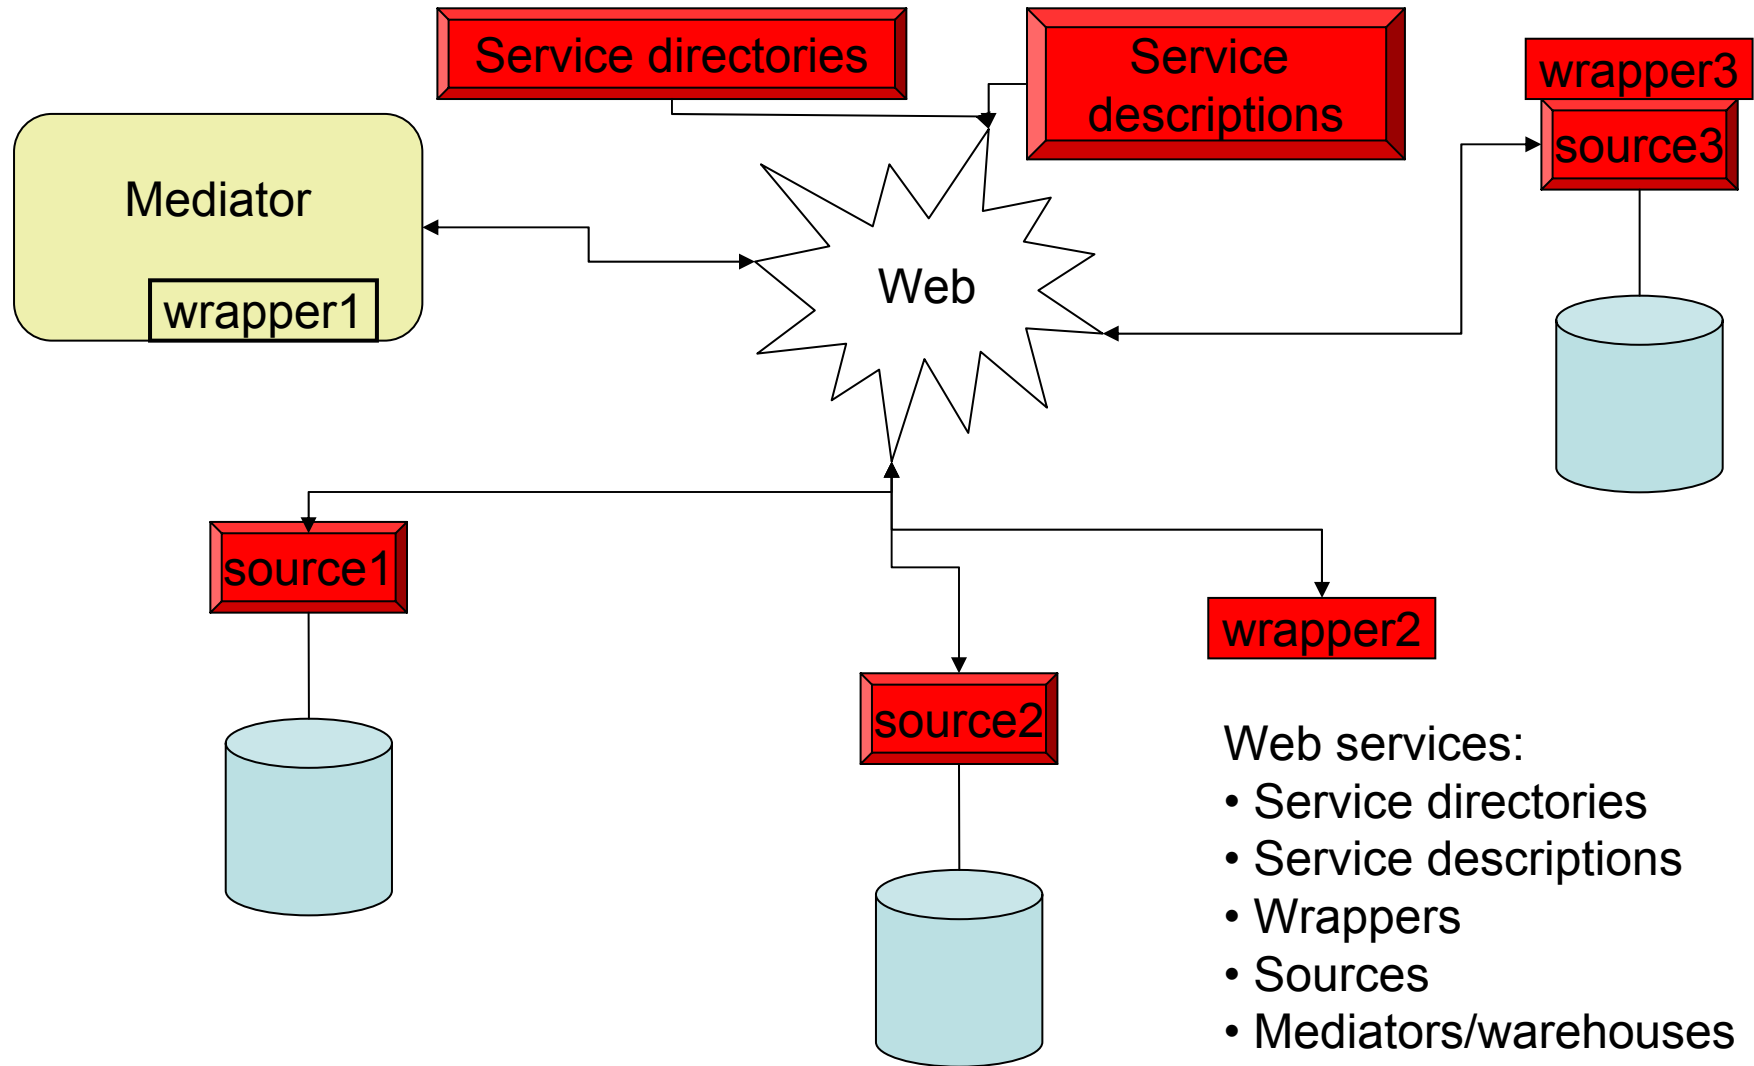 Service directories
Service
descriptions
wrapper3
source3
Mediator
wrapper1
Web
source1
source2
wrapper2
Web services:
• Service directories
• Service descriptions
• Wrappers
• Sources
• Mediators/warehouses